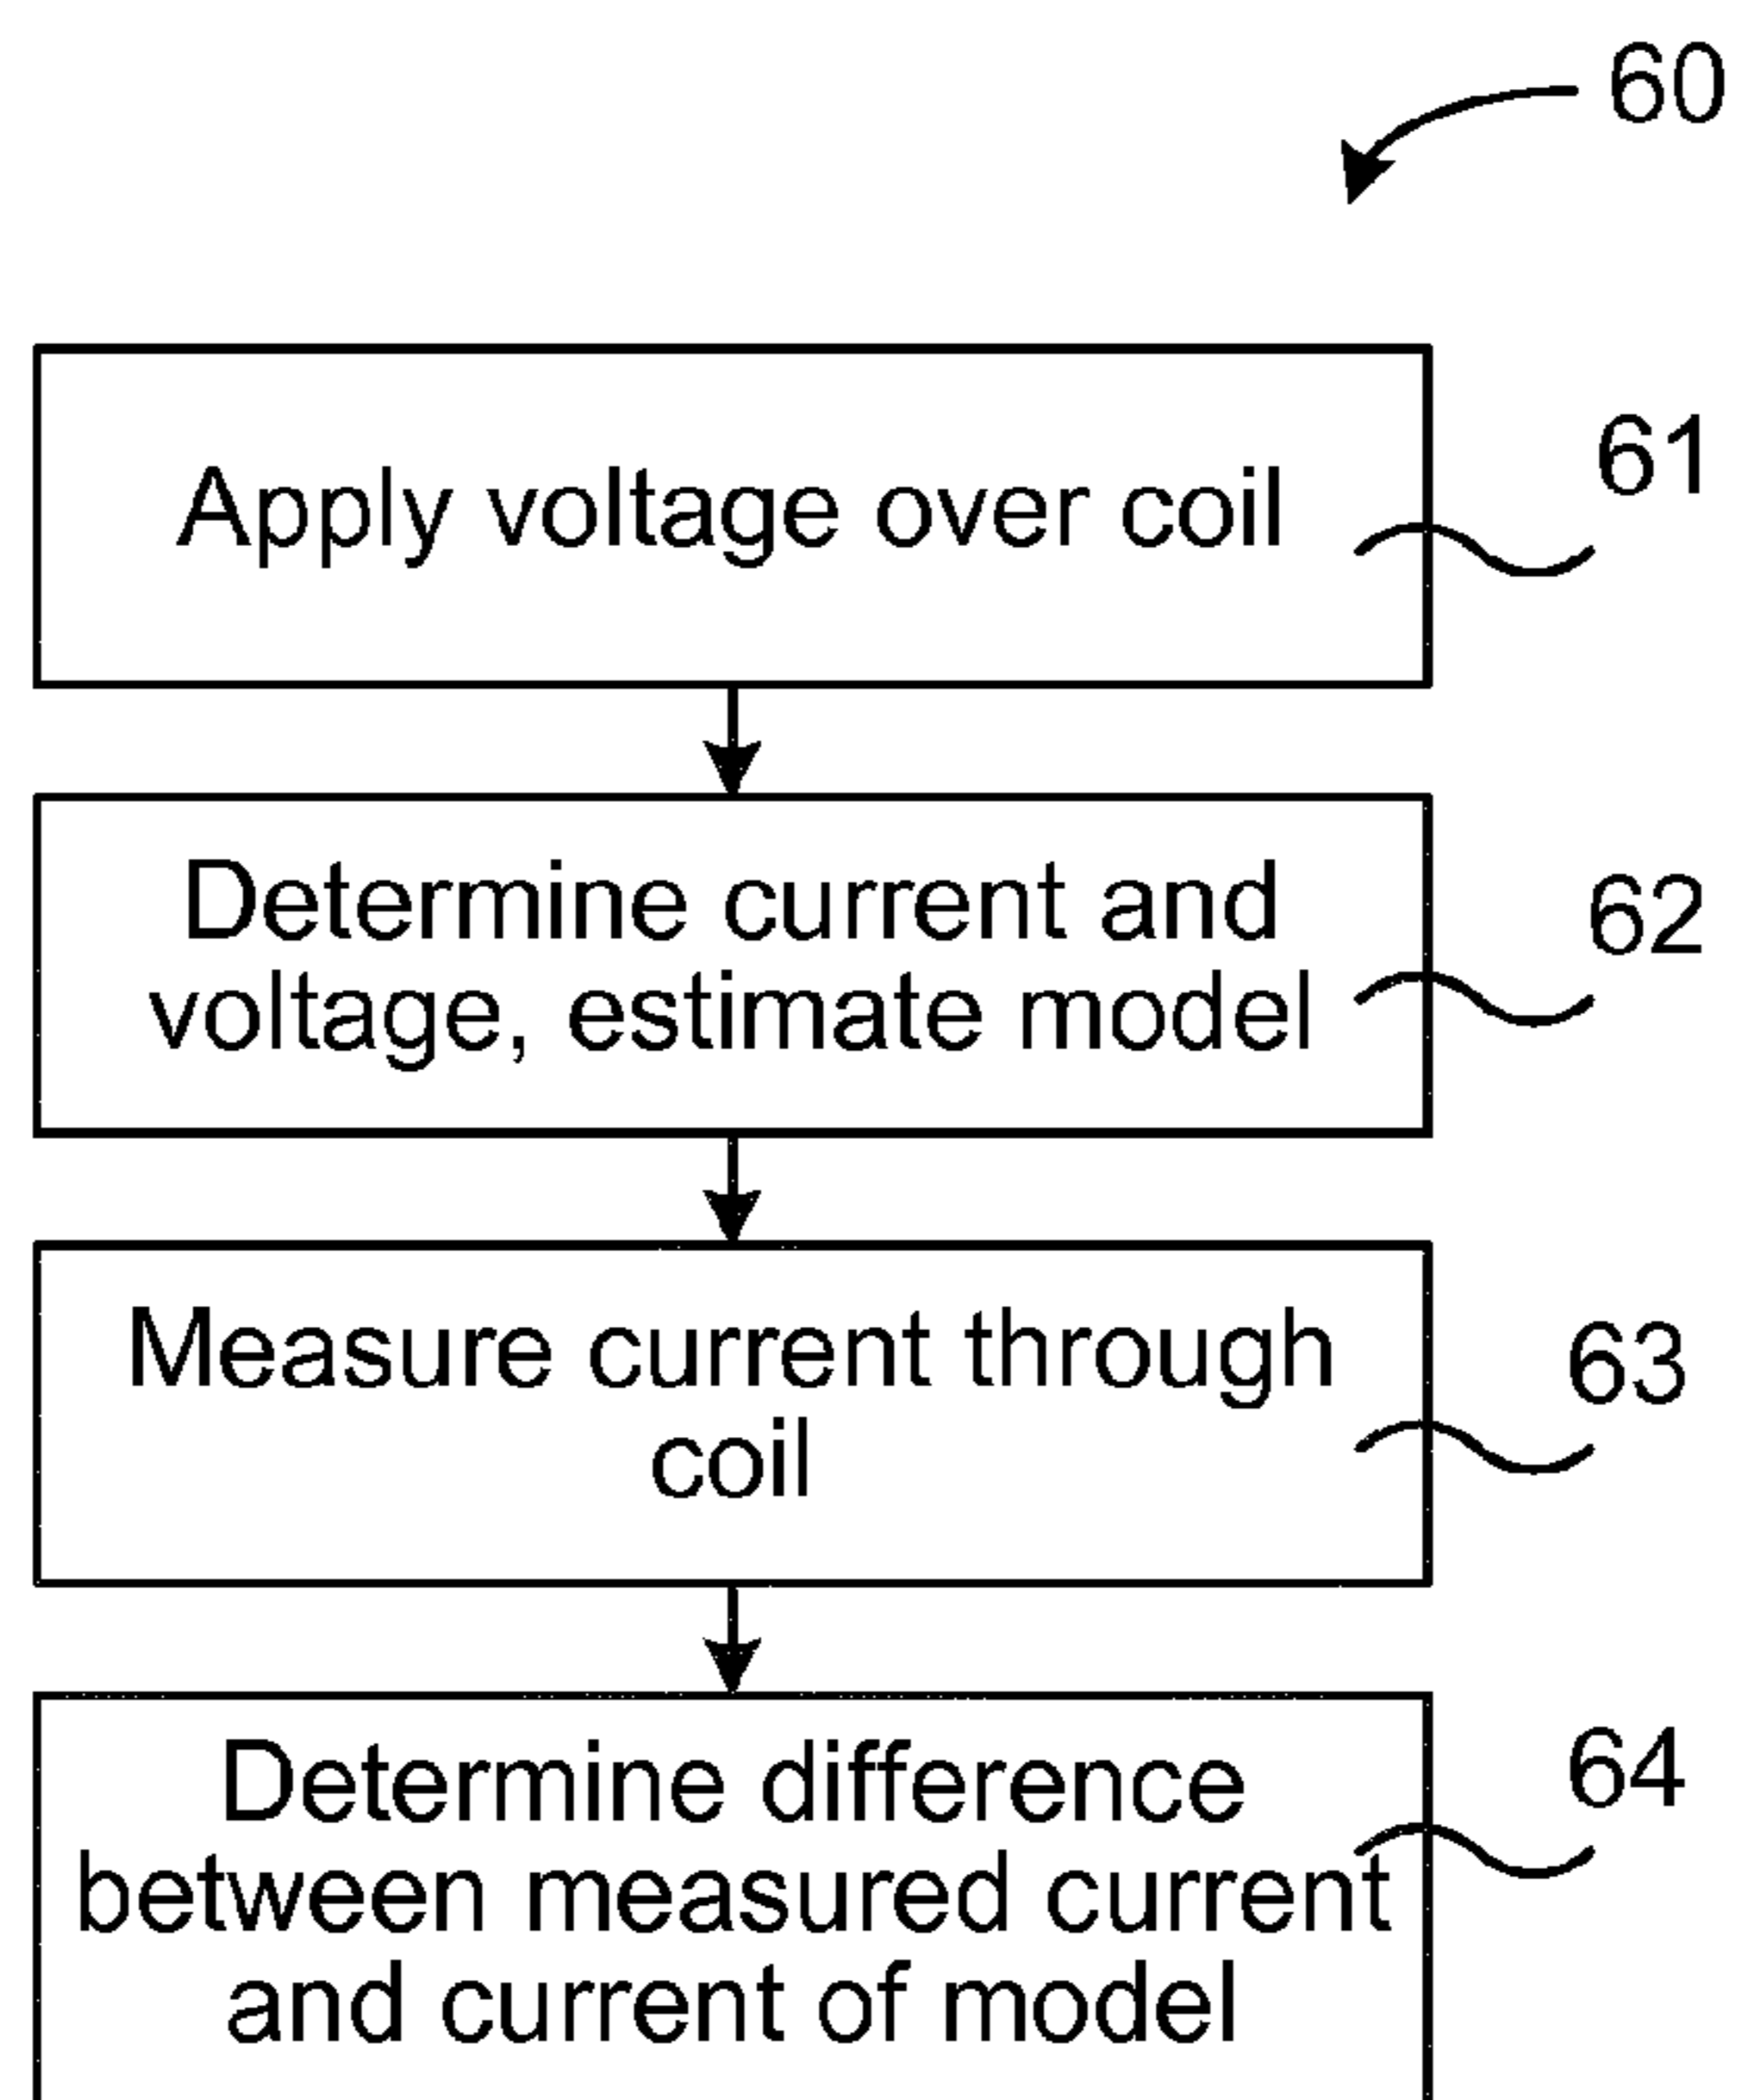 60
Apply voltage over coil
61
Determine current and
voltage, estimate model
62
Measure current through
coil
63
Determine difference
between measured current
and current of model
64